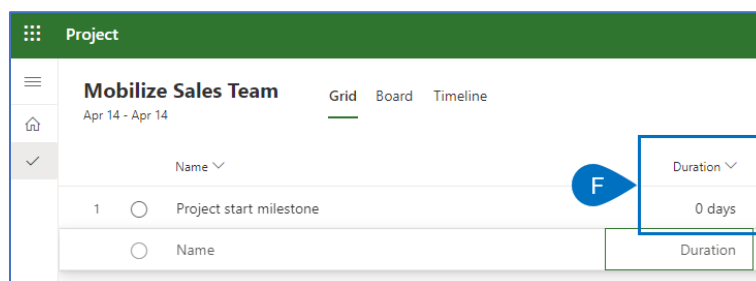 Project
Mobilize Sales Team
Grid Board Timeline
Apr 14 - Apr 14
Name Duration
F
1 Project start milestone 0 days
Name Duration